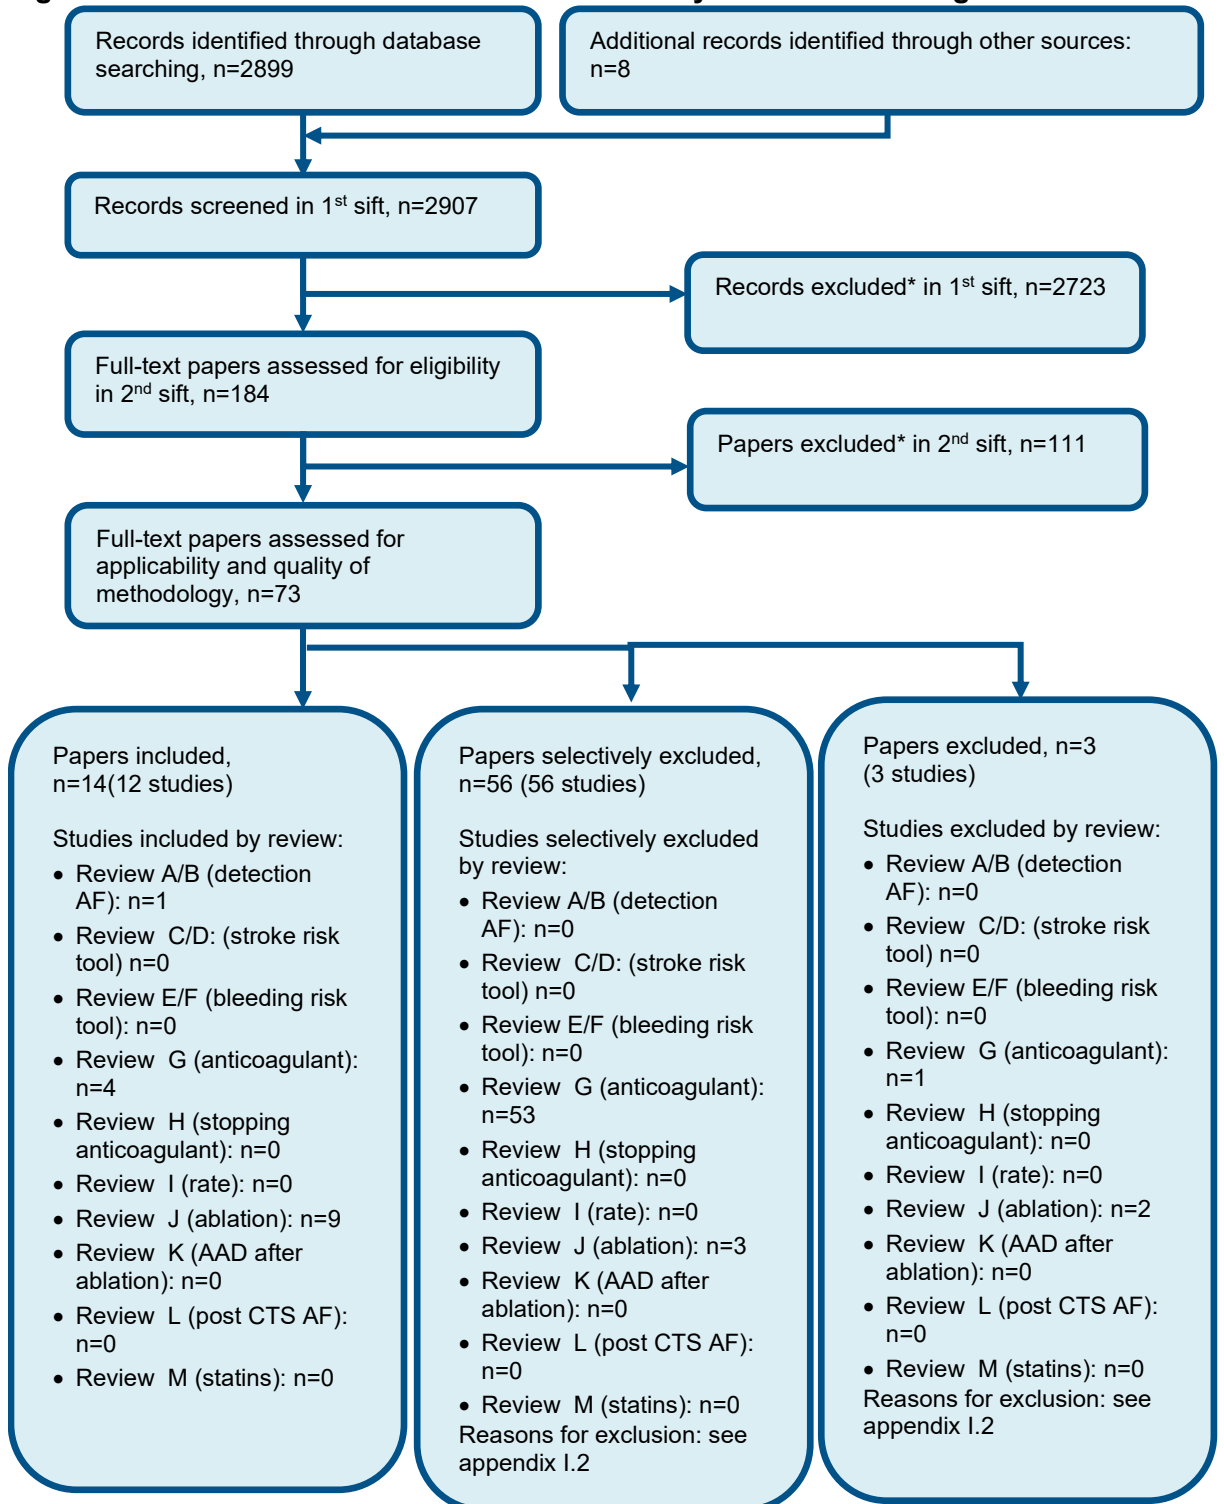 Records identified through database
searching, n=2899
Additional records identified through other sources:
n=8
Records screened in 1st sift, n=2907
Records excluded* in 1st sift, n=2723
Full-text papers assessed for eligibility
in 2nd sift, n=184
Papers excluded* in 2nd sift, n=111
Full-text papers assessed for
applicability and quality of
methodology, n=73
Papers included,
n=14(12 studies)
Studies included by review:
• Review A/B (detection
AF): n=1
• Review C/D: (stroke risk
tool) n=0
• Review E/F (bleeding risk
tool): n=0
• Review G (anticoagulant):
n=4
• Review H (stopping
anticoagulant): n=0
• Review I (rate): n=0
• Review J (ablation): n=9
• Review K (AAD after
ablation): n=0
• Review L (post CTS AF):
n=0
• Review M (statins): n=0
Papers selectively excluded,
n=56 (56 studies)
Studies selectively excluded
by review:
• Review A/B (detection
AF): n=0
• Review C/D: (stroke risk
tool) n=0
• Review E/F (bleeding risk
tool): n=0
• Review G (anticoagulant):
n=53
• Review H (stopping
anticoagulant): n=0
• Review I (rate): n=0
• Review J (ablation): n=3
• Review K (AAD after
ablation): n=0
• Review L (post CTS AF):
n=0
• Review M (statins): n=0
Reasons for exclusion: see
appendix I.2
Papers excluded, n=3
(3 studies)
Studies excluded by review:
• Review A/B (detection
AF): n=0
• Review C/D: (stroke risk
tool) n=0
• Review E/F (bleeding risk
tool): n=0
• Review G (anticoagulant):
n=1
• Review H (stopping
anticoagulant): n=0
• Review I (rate): n=0
• Review J (ablation): n=2
• Review K (AAD after
ablation): n=0
• Review L (post CTS AF):
n=0
• Review M (statins): n=0
Reasons for exclusion: see
appendix I.2